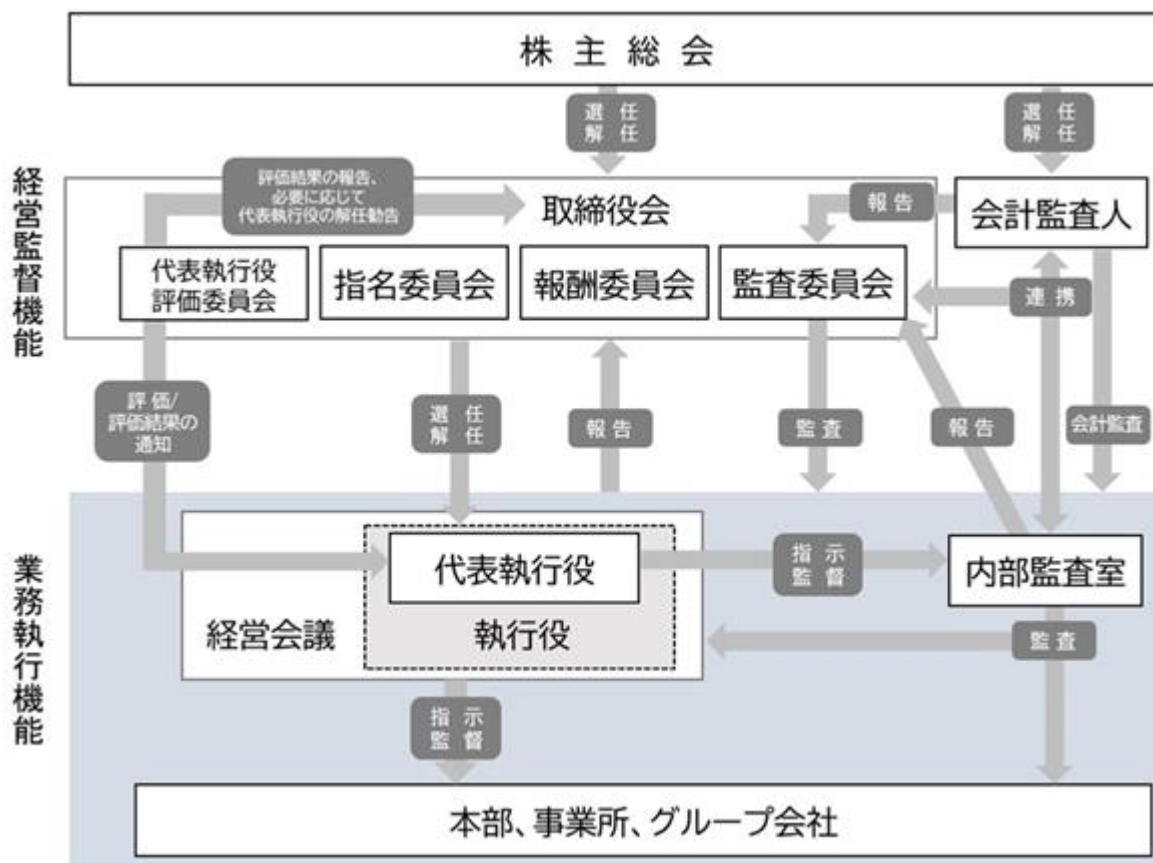 株主総会
選任
解任
選任
解任
経営監督機能
評価結果の報告、
必要に応じて
代表執行役の解任勧告
取締役会
報告
会計監査人
代表執行役
評価委員会
指名委員会
報酬委員会
監査委員会
連携
評価/
評価結果の
通知
選任
解任
報告
監査
報告
会計監査
業務執行機能
代表執行役
指示
監督
内部監査室
経営会議
執行役
監査
指示
監督
本部、事業所、グループ会社